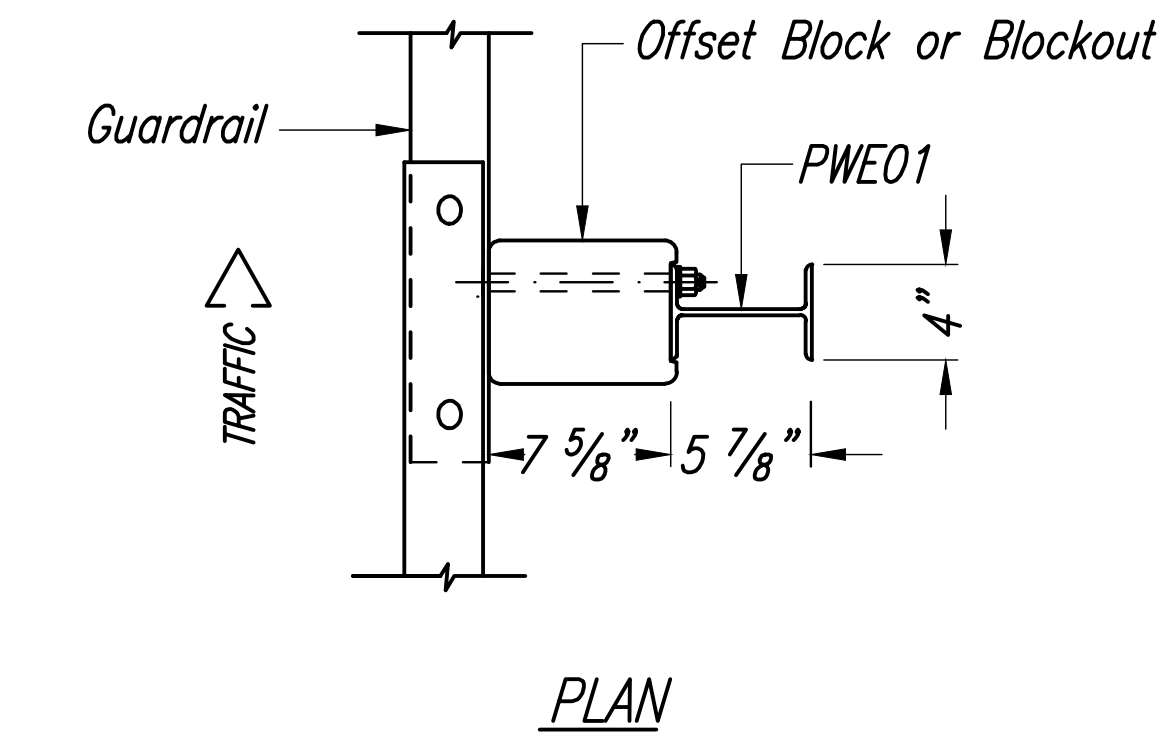 Offset Block or Blockout
Guardrail
PWE01
TRAFFIC
4"
7 5/8" 5 7/8"
PLAN